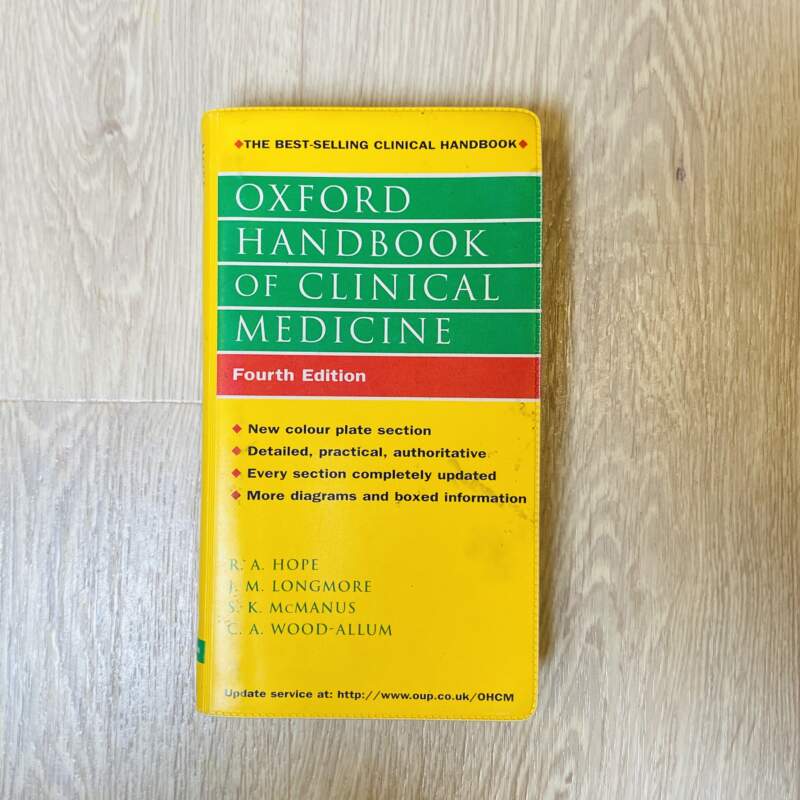 ◆THE BEST-SELLING CLINICAL HANDBOOK◆
OXFORD
HANDBOOK
OF CLINICAL
MEDICINE
Fourth Edition
◆ New colour plate section
◆ Detailed, practical, authoritative
◆ Every section completely updated
◆ More diagrams and boxed information
R. A. HOPE
J. M. LONGMORE
S. K. McMANUS
C. A. WOOD-ALLUM
Update service at: http://www.oup.co.uk/OHCM